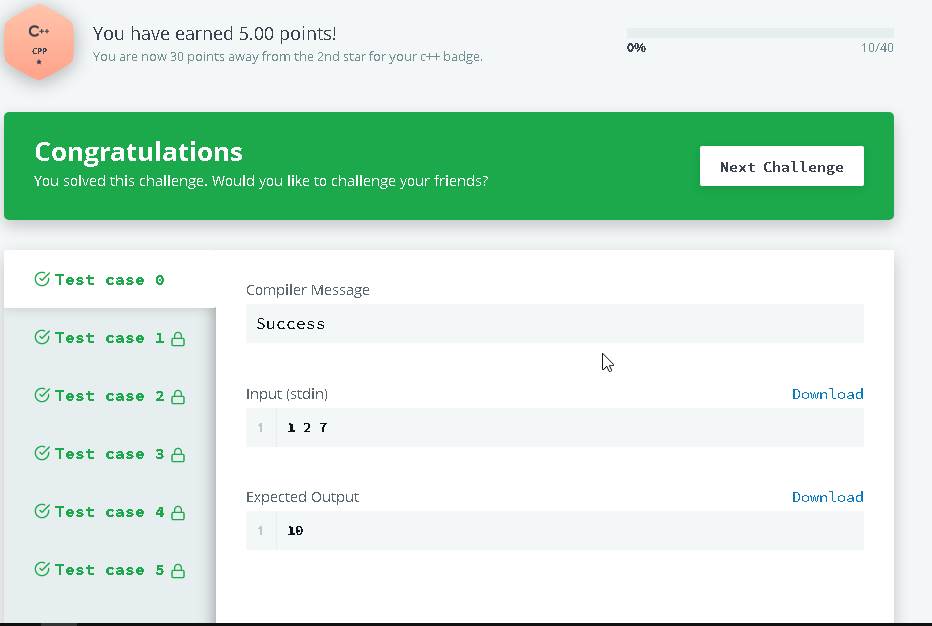 C++
CPP
You have earned 5.00 points!
You are now 30 points away from the 2nd star for your c++ badge.
0%
10/40
Congratulations
You solved this challenge. Would you like to challenge your friends?
Next Challenge
Test case 0
Test case 1
Test case 2
Test case 3
Test case 4
Test case 5
Compiler Message
Success
Input (stdin)
Download
1
1 2 7
Expected Output
Download
1
10